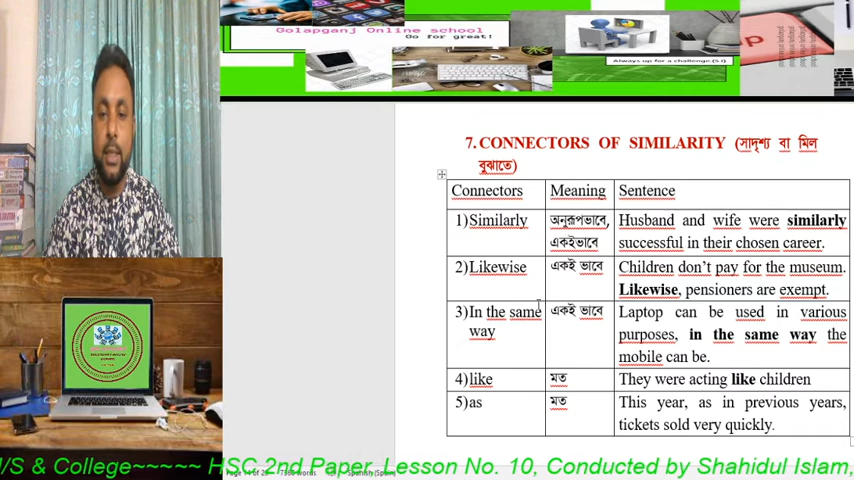 Golapganj Online school
Go for great!
Always up for a challenge.(S.I)
7. CONNECTORS OF SIMILARITY (সাদৃশ্য বা মিল
বুঝাতে)
Connectors Meaning Sentence
1) Similarly অনুরূপভাবে, Husband and wife were similarly
একইভাবে successful in their chosen career.
2) Likewise একই ভাবে Children don't pay for the museum.
Likewise, pensioners are exempt.
3) In the same একই ভাবে Laptop can be used in various
way purposes, in the same way the
mobile can be.
4) like মত They were acting like children
5) as মত This year, as in previous years,
tickets sold very quickly.
I/S & College~~~~~ HSC 2nd Paper, Lesson No. 10, Conducted by Shahidul Islam,